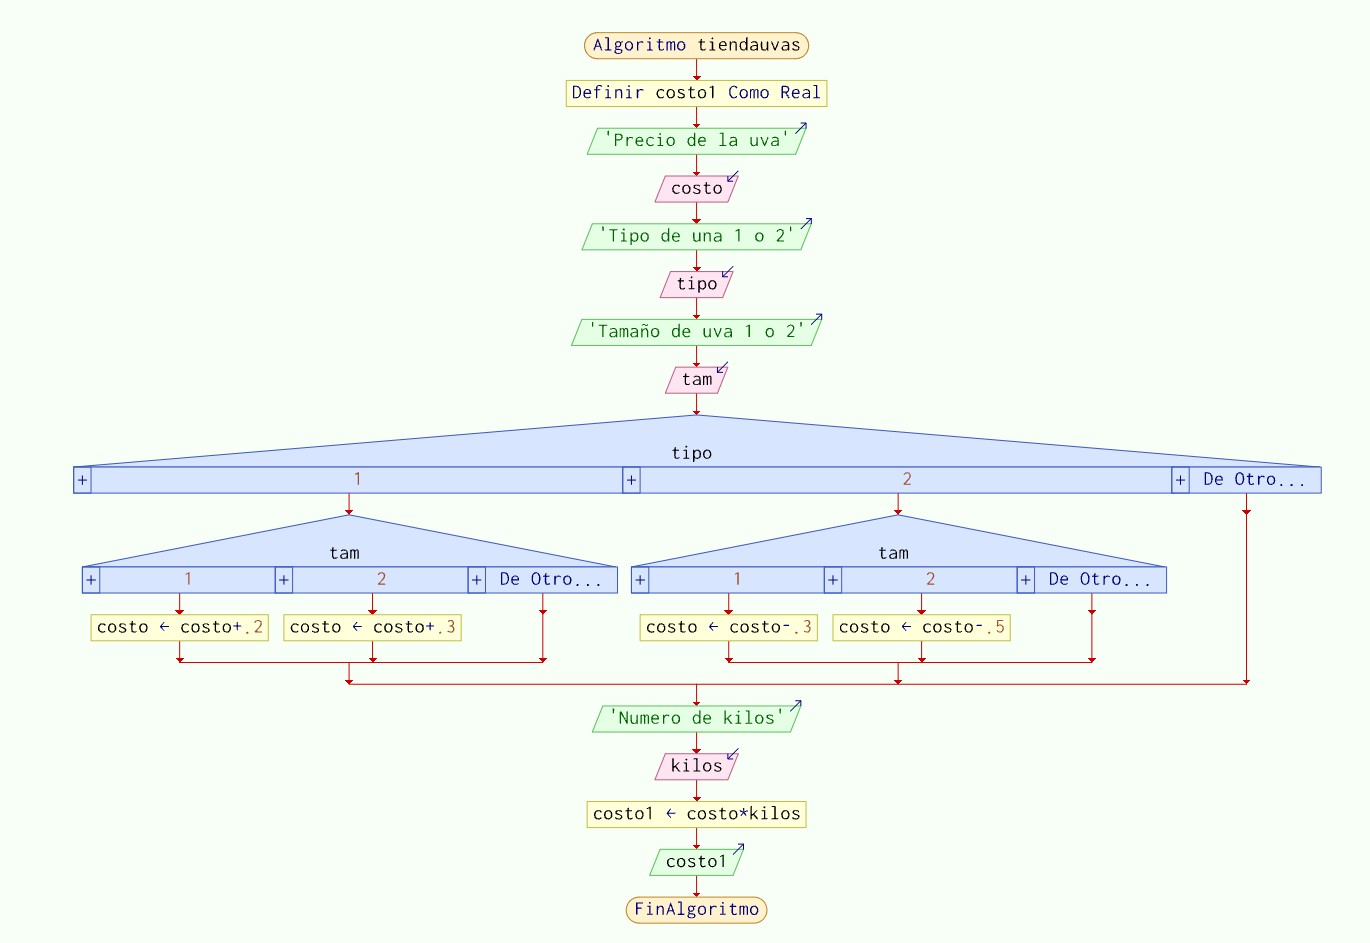 Algoritmo tiendauvas
Definir costo1 Como Real
'Precio de la uva'
costo
'Tipo de una 1 o 2'
tipo
'Tamaño de uva 1 o 2'
tam
tipo
+ 1 + 2 + De Otro...
tam
+ 1 + 2 + De Otro...
costo ← costo+.2
costo ← costo+.3
tam
+ 1 + 2 + De Otro...
costo ← costo-.3
costo ← costo-.5
'Numero de kilos'
kilos
costo1 ← costo*kilos
costo1
FinAlgoritmo